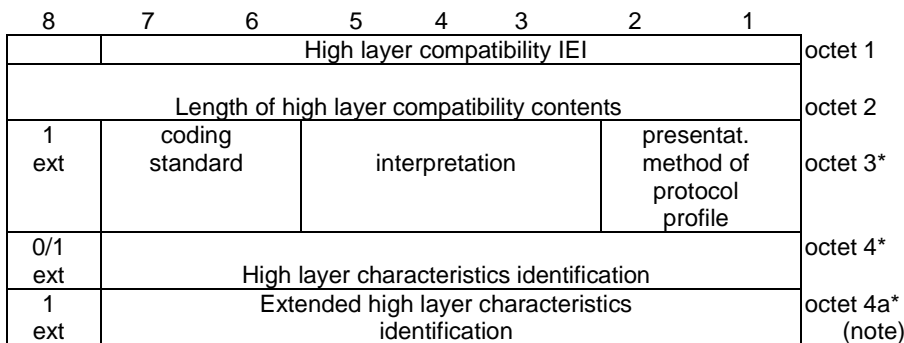 8 7 6 5 4 3 2 1
High layer compatibility IEI octet 1
Length of high layer compatibility contents octet 2
1 coding presentat.
ext standard interpretation method of octet 3*
protocol
profile
0/1 octet 4*
ext High layer characteristics identification
1 Extended high layer characteristics octet 4a*
ext identification (note)